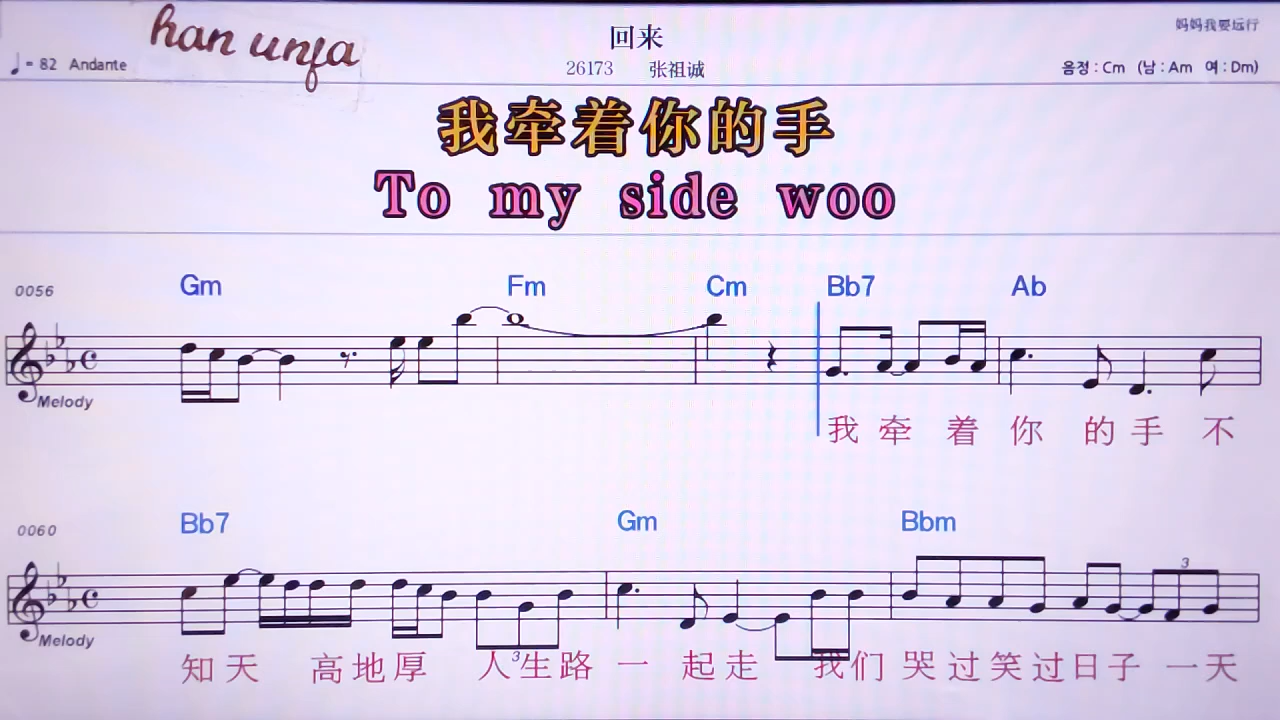 han unja
回来
妈妈我要远行
♩= 82 Andante
26173 张祖诚
음정 : Cm (남 : Am 여 : Dm)
我牵着你的手
To my side woo
0056 Gm Fm Cm Bb7 Ab
Melody
我 牵 着 你 的 手 不
0060 Bb7 Gm Bbm
3
Melody
3
知 天 高 地 厚 人 生 路 一 起 走 我 们 哭 过 笑 过 日 子 一 天